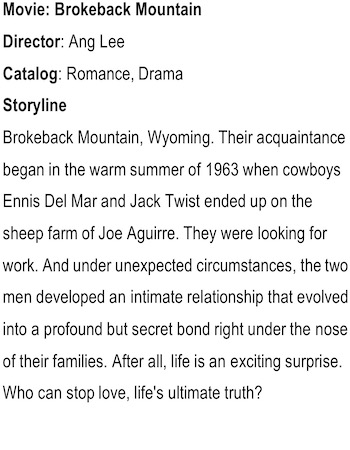 Movie: Brokeback Mountain
Director: Ang Lee
Catalog: Romance, Drama
Storyline
Brokeback Mountain, Wyoming. Their acquaintance
began in the warm summer of 1963 when cowboys
Ennis Del Mar and Jack Twist ended up on the
sheep farm of Joe Aguirre. They were looking for
work. And under unexpected circumstances, the two
men developed an intimate relationship that evolved
into a profound but secret bond right under the nose
of their families. After all, life is an exciting surprise.
Who can stop love, life's ultimate truth?